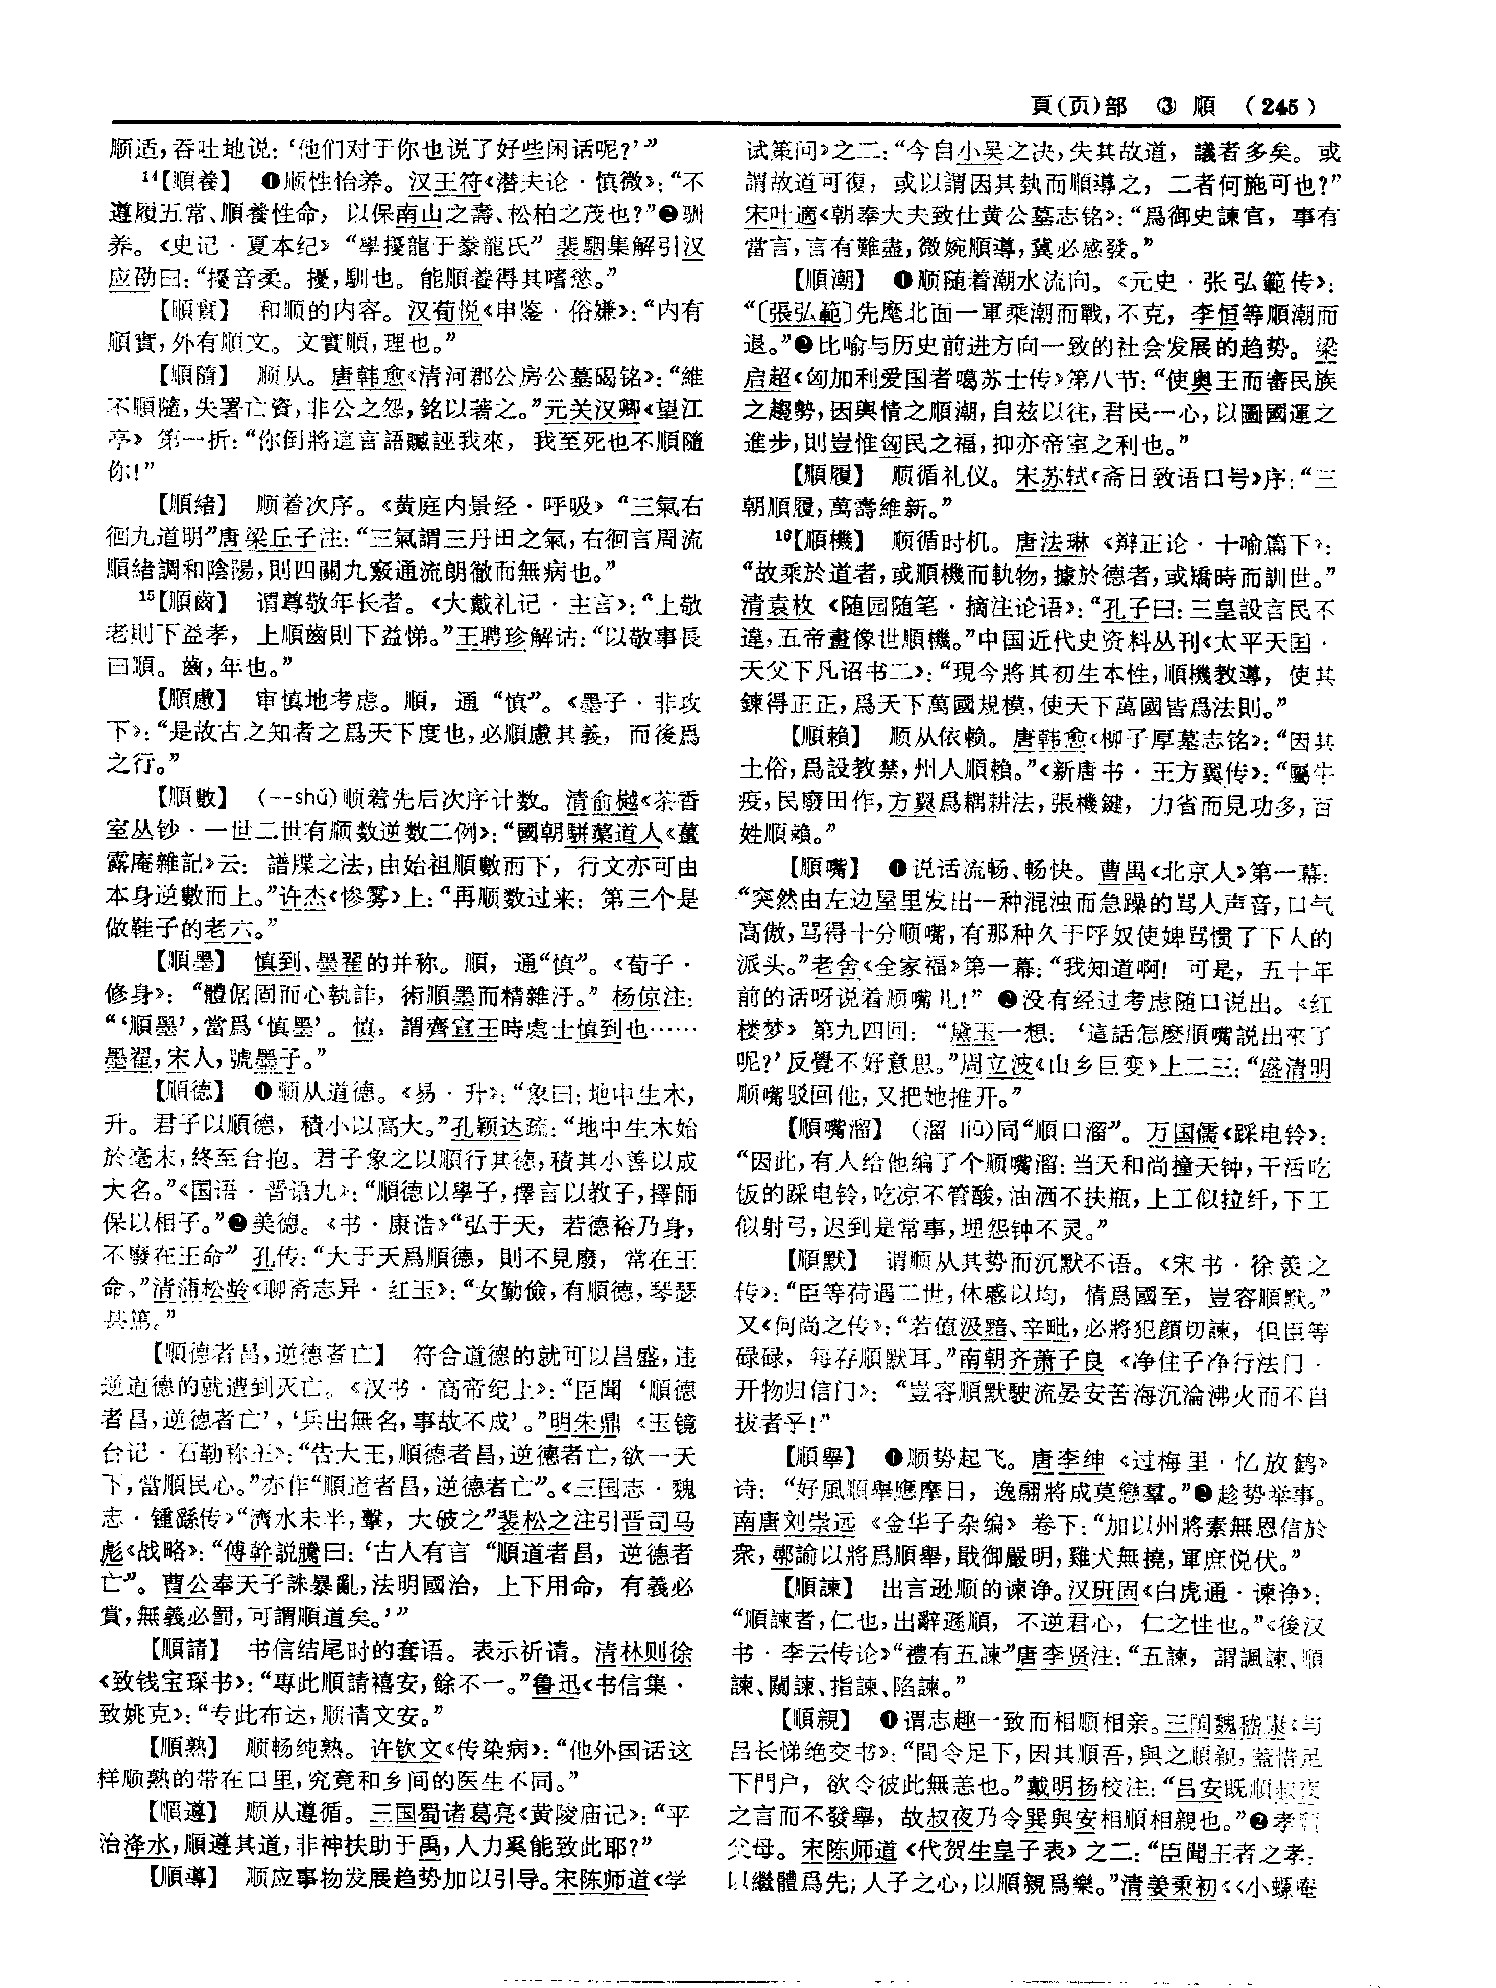 頁(页)部 ③ 順 (245)
顺适，吞吐地说：‘他们对于你也说了好些闲话呢？’”
14【順養】 ❶顺性怡养。汉王符《潜夫论·慎微》：“不
遵履五常、順養性命，以保南山之壽、松柏之茂也？”❷驯
养。《史记·夏本纪》“學擾龍于豢龍氏”裴駰集解引汉
应劭曰：“擾音柔。擾，馴也。能順養得其嗜慾。”
【順實】 和顺的内容。汉荀悦《申鉴·俗嫌》：“内有
順實，外有順文。文實順，理也。”
【順隨】 顺从。唐韩愈《清河郡公房公墓碣铭》：“維
不順隨，失署亡資，非公之怨，銘以著之。”元关汉卿《望江
亭》第一折：“你倒將這言語贓誣我來，我至死也不順隨
你！”
【順緒】 顺着次序。《黄庭内景经·呼吸》“三氣右
徊九道明”唐梁丘子注：“三氣謂三丹田之氣，右徊言周流
順緒調和陰陽，則四關九竅通流朗徹而無病也。”
15【順齒】 谓尊敬年长者。《大戴礼记·主言》：“上敬
老則下益孝，上順齒則下益悌。”王聘珍解诂：“以敬事長
曰順。齒，年也。”
【順慮】 审慎地考虑。順，通“慎”。《墨子·非攻
下》：“是故古之知者之爲天下度也，必順慮其義，而後爲
之行。”
【順數】 (--shǔ)顺着先后次序计数。清俞樾《茶香
室丛钞·一世二世有顺数逆数二例》：“國朝騈蕖道人《薑
露庵雜記》云：譜牒之法，由始祖順數而下，行文亦可由
本身逆數而上。”许杰《惨雾》上：“再顺数过来：第三个是
做鞋子的老六。”
【順墨】 慎到、墨翟的并称。順，通“慎”。《荀子·
修身》：“體倨固而心執詐，術順墨而精雜汙。”杨倞注：
“‘順墨’，當爲‘慎墨’。慎，謂齊宣王時處士慎到也……
墨翟，宋人，號墨子。”
【順德】 ❶顺从道德。《易·升》：“象曰：地中生木，
升。君子以順德，積小以高大。”孔颖达疏：“地中生木始
於毫末，終至合抱。君子象之以順行其德，積其小善以成
大名。”《国语·晋语九》：“順德以學子，擇言以教子，擇師
保以相子。”❷美德。《书·康诰》“弘于天，若德裕乃身，
不廢在王命”孔传：“大于天爲順德，則不見廢，常在王
命。”清蒲松龄《聊斋志异·红玉》：“女勤儉，有順德，琴瑟
甚篤。”
【順德者昌，逆德者亡】 符合道德的就可以昌盛，违
逆道德的就遭到灭亡。《汉书·高帝纪上》：“臣聞‘順德
者昌，逆德者亡’，‘兵出無名，事故不成’。”明朱鼎《玉镜
台记·石勒称王》：“告大王，順德者昌，逆德者亡，欲一天
下，當順民心。”亦作“順道者昌，逆德者亡”。《三国志·魏
志·鍾繇传》“濟水未半，擊，大破之”裴松之注引晋司马
彪《战略》：“傅幹説騰曰：‘古人有言“順道者昌，逆德者
亡”。曹公奉天子誅暴亂，法明國治，上下用命，有義必
賞，無義必罰，可謂順道矣。’”
【順請】 书信结尾时的套语。表示祈请。清林则徐
《致钱宝琛书》：“專此順請禧安，餘不一。”鲁迅《书信集·
致姚克》：“专此布达，顺请文安。”
【順熟】 顺畅纯熟。许钦文《传染病》：“他外国话这
样顺熟的带在口里，究竟和乡间的医生不同。”
【順遵】 顺从遵循。三国蜀诸葛亮《黄陵庙记》：“平
治洚水，順遵其道，非神扶助于禹，人力奚能致此耶？”
【順導】 顺应事物发展趋势加以引导。宋陈师道《学
试策问》之二：“今自小吴之决，失其故道，議者多矣。或
謂故道可復，或以謂因其埶而順導之，二者何施可也？”
宋叶適《朝奉大夫致仕黄公墓志铭》：“爲御史諫官，事有
當言，言有難盡，微婉順導，冀必感發。”
【順潮】 ❶顺随着潮水流向。《元史·张弘範传》：
“〔張弘範〕先麾北面一軍乘潮而戰，不克，李恒等順潮而
退。”❷比喻与历史前进方向一致的社会发展的趋势。梁
启超《匈加利爱国者噶苏士传》第八节：“使奥王而審民族
之趨勢，因輿情之順潮，自兹以往，君民一心，以圖國運之
進步，則豈惟匈民之福，抑亦帝室之利也。”
【順履】 顺循礼仪。宋苏轼《斋日致语口号》序：“三
朝順履，萬壽維新。”
16【順機】 顺循时机。唐法琳《辩正论·十喻篇下》：
“故乘於道者，或順機而軌物，據於德者，或矯時而訓世。”
清袁枚《随园随笔·摘注论语》：“孔子曰：三皇設言民不
違，五帝畫像世順機。”中国近代史资料丛刊《太平天囯·
天父下凡诏书二》：“現今將其初生本性，順機教導，使其
鍊得正正，爲天下萬國規模，使天下萬國皆爲法則。”
【順賴】 顺从依赖。唐韩愈《柳子厚墓志铭》：“因其
土俗，爲設教禁，州人順賴。”《新唐书·王方翼传》：“屬牛
疫，民廢田作，方翼爲耦耕法，張機鍵，力省而見功多，百
姓順賴。”
【順嘴】 ❶说话流畅、畅快。曹禺《北京人》第一幕：
“突然由左边屋里发出一种混浊而急躁的骂人声音，口气
高傲，骂得十分顺嘴，有那种久于呼奴使婢骂惯了下人的
派头。”老舍《全家福》第一幕：“我知道啊！可是，五十年
前的话呀说着顺嘴儿！”❷没有经过考虑随口说出。《红
楼梦》第九四回：“黛玉一想：‘這話怎麽順嘴説出來了
呢？’反覺不好意思。”周立波《山乡巨变》上二三：“盛清明
顺嘴驳回他，又把她推开。”
【順嘴溜】 (溜 liù)同“順口溜”。万国儒《踩电铃》：
“因此，有人给他编了个顺嘴溜：当天和尚撞天钟，干活吃
饭的踩电铃，吃凉不管酸，油洒不扶瓶，上工似拉纤，下工
似射弓，迟到是常事，埋怨钟不灵。”
【順默】 谓顺从其势而沉默不语。《宋书·徐羡之
传》：“臣等荷遇二世，休慼以均，情爲國至，豈容順默。”
又《何尚之传》：“若值汲黯、辛毗，必將犯顔切諫，但臣等
碌碌，每存順默耳。”南朝齐萧子良《净住子净行法门·
开物归信门》：“豈容順默駛流晏安苦海沉淪沸火而不自
拔者乎！”
【順舉】 ❶顺势起飞。唐李绅《过梅里·忆放鹤》
诗：“好風順舉應摩日，逸翮將成莫戀羣。”❷趁势举事。
南唐刘崇远《金华子杂编》卷下：“加以州將素無恩信於
衆，鄴諭以將爲順舉，戢御嚴明，雞犬無撓，軍庶悦伏。”
【順諫】 出言逊顺的谏诤。汉班固《白虎通·谏诤》：
“順諫者，仁也，出辭遜順，不逆君心，仁之性也。”《後汉
书·李云传论》“禮有五諫”唐李贤注：“五諫，謂諷諫、順
諫、闚諫、指諫、陷諫。”
【順親】 ❶谓志趣一致而相顺相亲。三国魏嵇康《与
吕长悌绝交书》：“間令足下，因其順吾，與之順親，蓋惜足
下門户，欲令彼此無恙也。”戴明扬校注：“吕安既順叔夜
之言而不發舉，故叔夜乃令巽與安相順相親也。”❷孝顺
父母。宋陈师道《代贺生皇子表》之二：“臣聞王者之孝，
以繼體爲先；人子之心，以順親爲樂。”清姜宸初《小螺庵